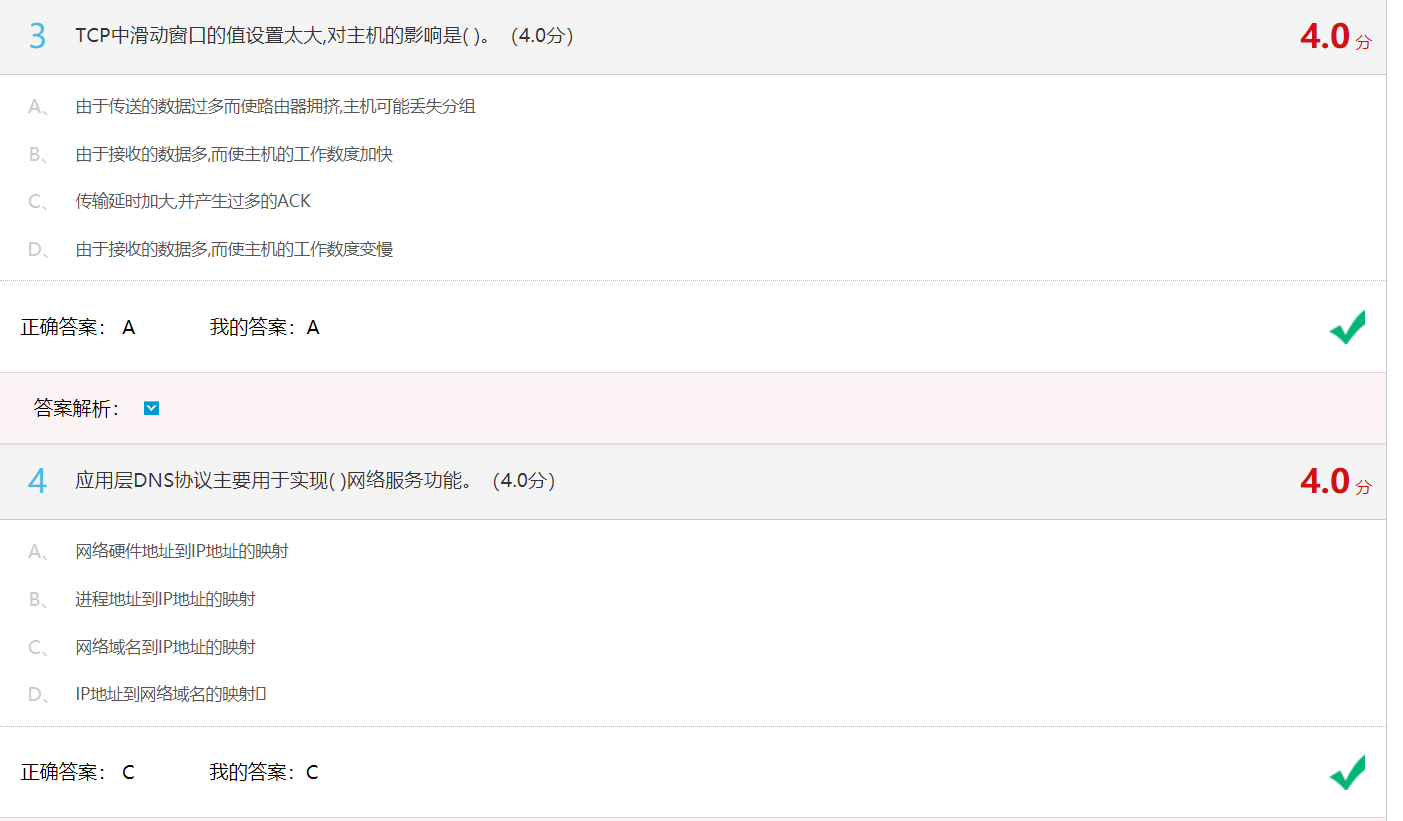 3 TCP中滑动窗口的值设置太大,对主机的影响是( )。（4.0分） 4.0 分
A、 由于传送的数据过多而使路由器拥挤,主机可能丢失分组
B、 由于接收的数据多,而使主机的工作数度加快
C、 传输延时加大,并产生过多的ACK
D、 由于接收的数据多,而使主机的工作数度变慢
正确答案： A 我的答案：A
答案解析：
4 应用层DNS协议主要用于实现( )网络服务功能。（4.0分） 4.0 分
A、 网络硬件地址到IP地址的映射
B、 进程地址到IP地址的映射
C、 网络域名到IP地址的映射
D、 IP地址到网络域名的映射
正确答案： C 我的答案：C